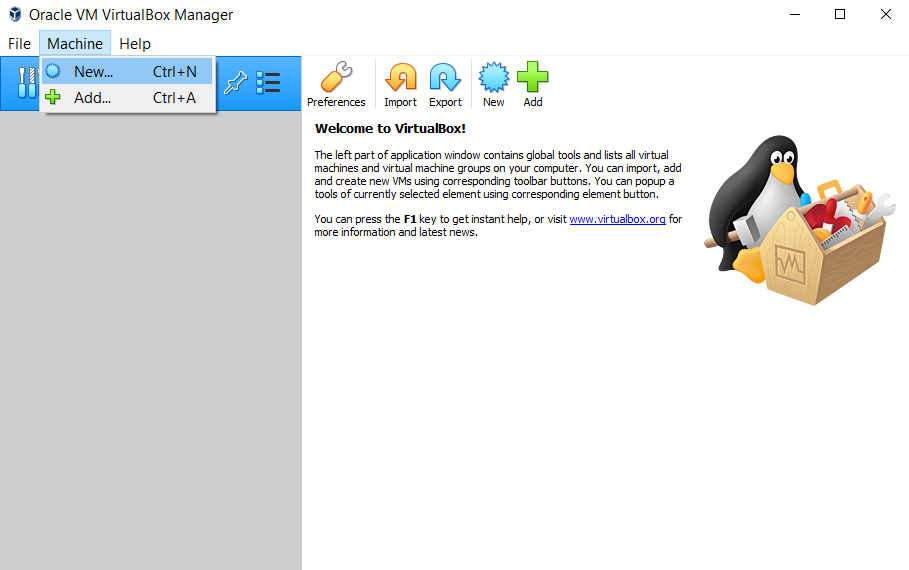 Oracle VM VirtualBox Manager
File Machine Help
New... Ctrl+N
Add... Ctrl+A
Preferences Import Export New Add
Welcome to VirtualBox!
The left part of application window contains global tools and lists all virtual
machines and virtual machine groups on your computer. You can import, add
and create new VMs using corresponding toolbar buttons. You can popup a
tools of currently selected element using corresponding element button.
You can press the F1 key to get instant help, or visit www.virtualbox.org for
more information and latest news.